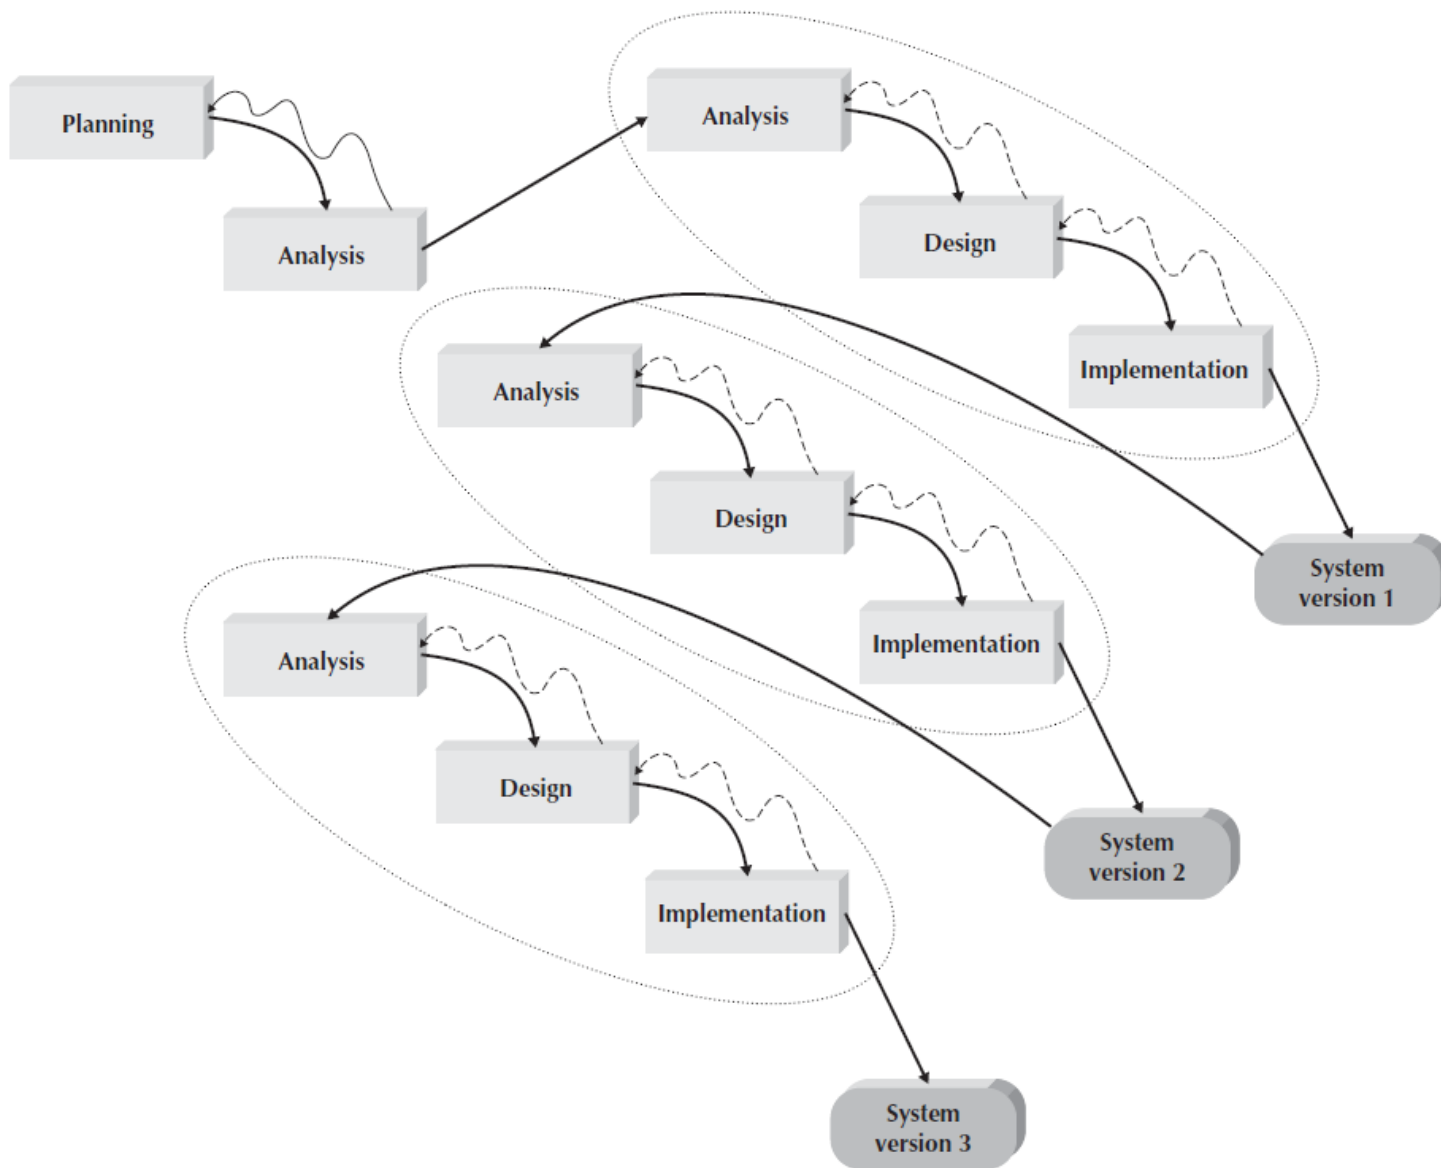 Planning
Analysis
Analysis
Design
Implementation
System
version 1
Analysis
Design
Implementation
System
version 2
Analysis
Design
Implementation
System
version 3